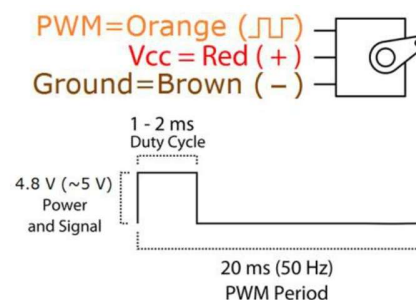 PWM=Orange (⎍⎍)
Vcc = Red ( + )
Ground=Brown ( − )
1 - 2 ms
Duty Cycle
4.8 V (~5 V)
Power
and Signal
20 ms (50 Hz)
PWM Period